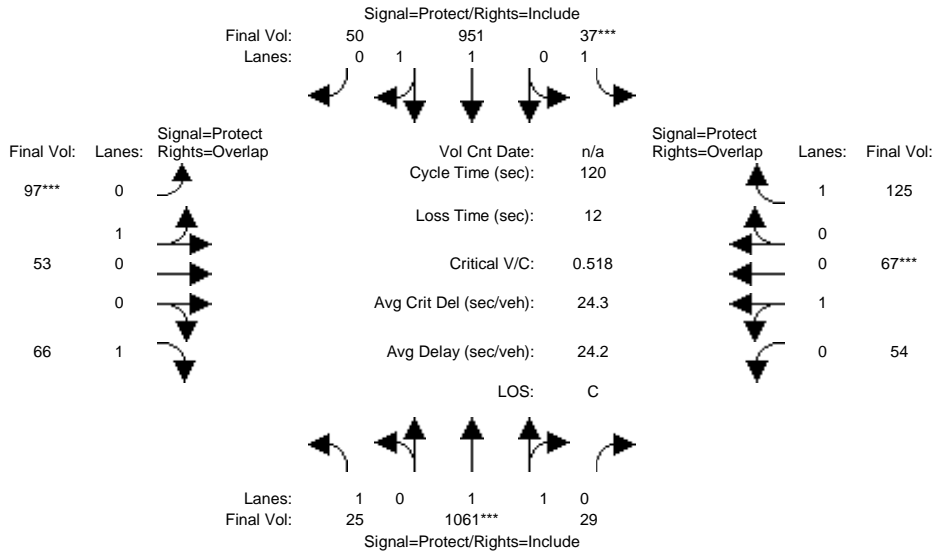 Signal=Protect/Rights=Include
Final Vol: 50 951 37***
Lanes: 0 1 1 0 1
Signal=Protect Signal=Protect
Final Vol: Lanes: Rights=Overlap Vol Cnt Date: n/a Rights=Overlap Lanes: Final Vol:
Cycle Time (sec): 120
97*** 0 1 125
Loss Time (sec): 12
1 0
53 0 Critical V/C: 0.518 0 67***
0 Avg Crit Del (sec/veh): 24.3 1
66 1 Avg Delay (sec/veh): 24.2 0 54
LOS: C
Lanes: 1 0 1 1 0
Final Vol: 25 1061*** 29
Signal=Protect/Rights=Include